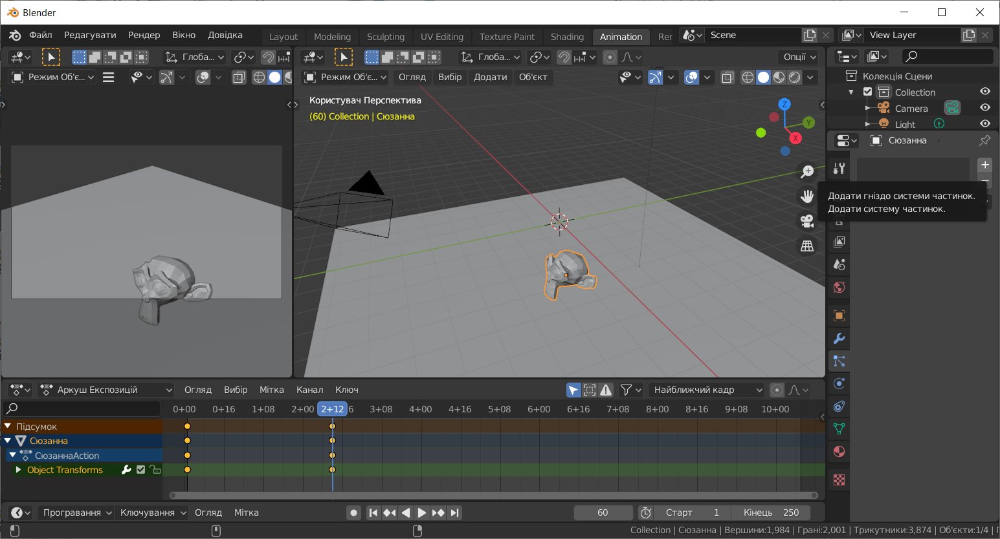 Blender
Файл Редагувати Рендер Вікно Довідка Layout Modeling Sculpting UV Editing Texture Paint Shading Animation Rer Scene View Layer
Глоба... Глоба... Опції
Режим Об'є... Режим Об'є... Огляд Вибір Додати Об'єкт
Колекція Сцени
Collection
Camera
Light
Користувач Перспектива
(60) Collection | Сюзанна
Z
Y
X
Сюзанна
Додати гніздо системи частинок.
Додати систему частинок.
Аркуш Експозицій Огляд Вибір Мітка Канал Ключ Найближчий кадр
0+00 0+16 1+08 2+00 2+12 6 3+08 4+00 4+16 5+08 6+00 6+16 7+08 8+00 8+16 9+08 10+00
Підсумок
Сюзанна
СюзаннаAction
Object Transforms
Програвання Ключування Огляд Мітка 60 Старт 1 Кінець 250
Collection | Сюзанна | Вершини:1,984 | Грані:2,001 | Трикутники:3,874 | Об'єкти:1/4 |